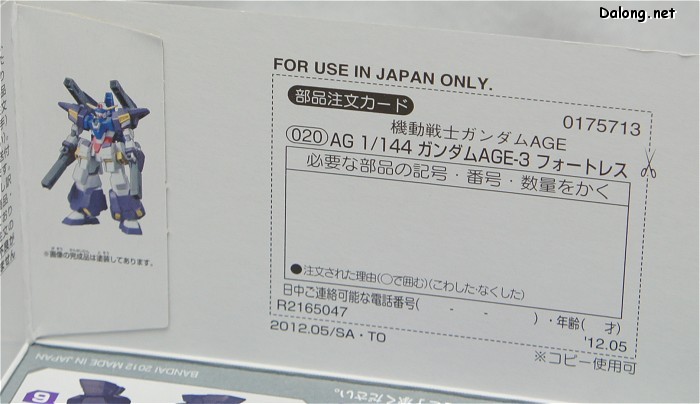 Dalong.net
FOR USE IN JAPAN ONLY.
部品注文カード
0175713
機動戦士ガンダムAGE
020 AG 1/144 ガンダムAGE-3 フォートレス
必要な部品の記号・番号・数量をかく
●注文された理由(○で囲む)(こわした・なくした)
日中ご連絡可能な電話番号( - - )・年齢( 才)
R2165047
'12.05
2012.05/SA・TO
※コピー使用可
※画像の完成品は塗装してあります。
BANDAI 2012 MADE IN JAPAN
ください。